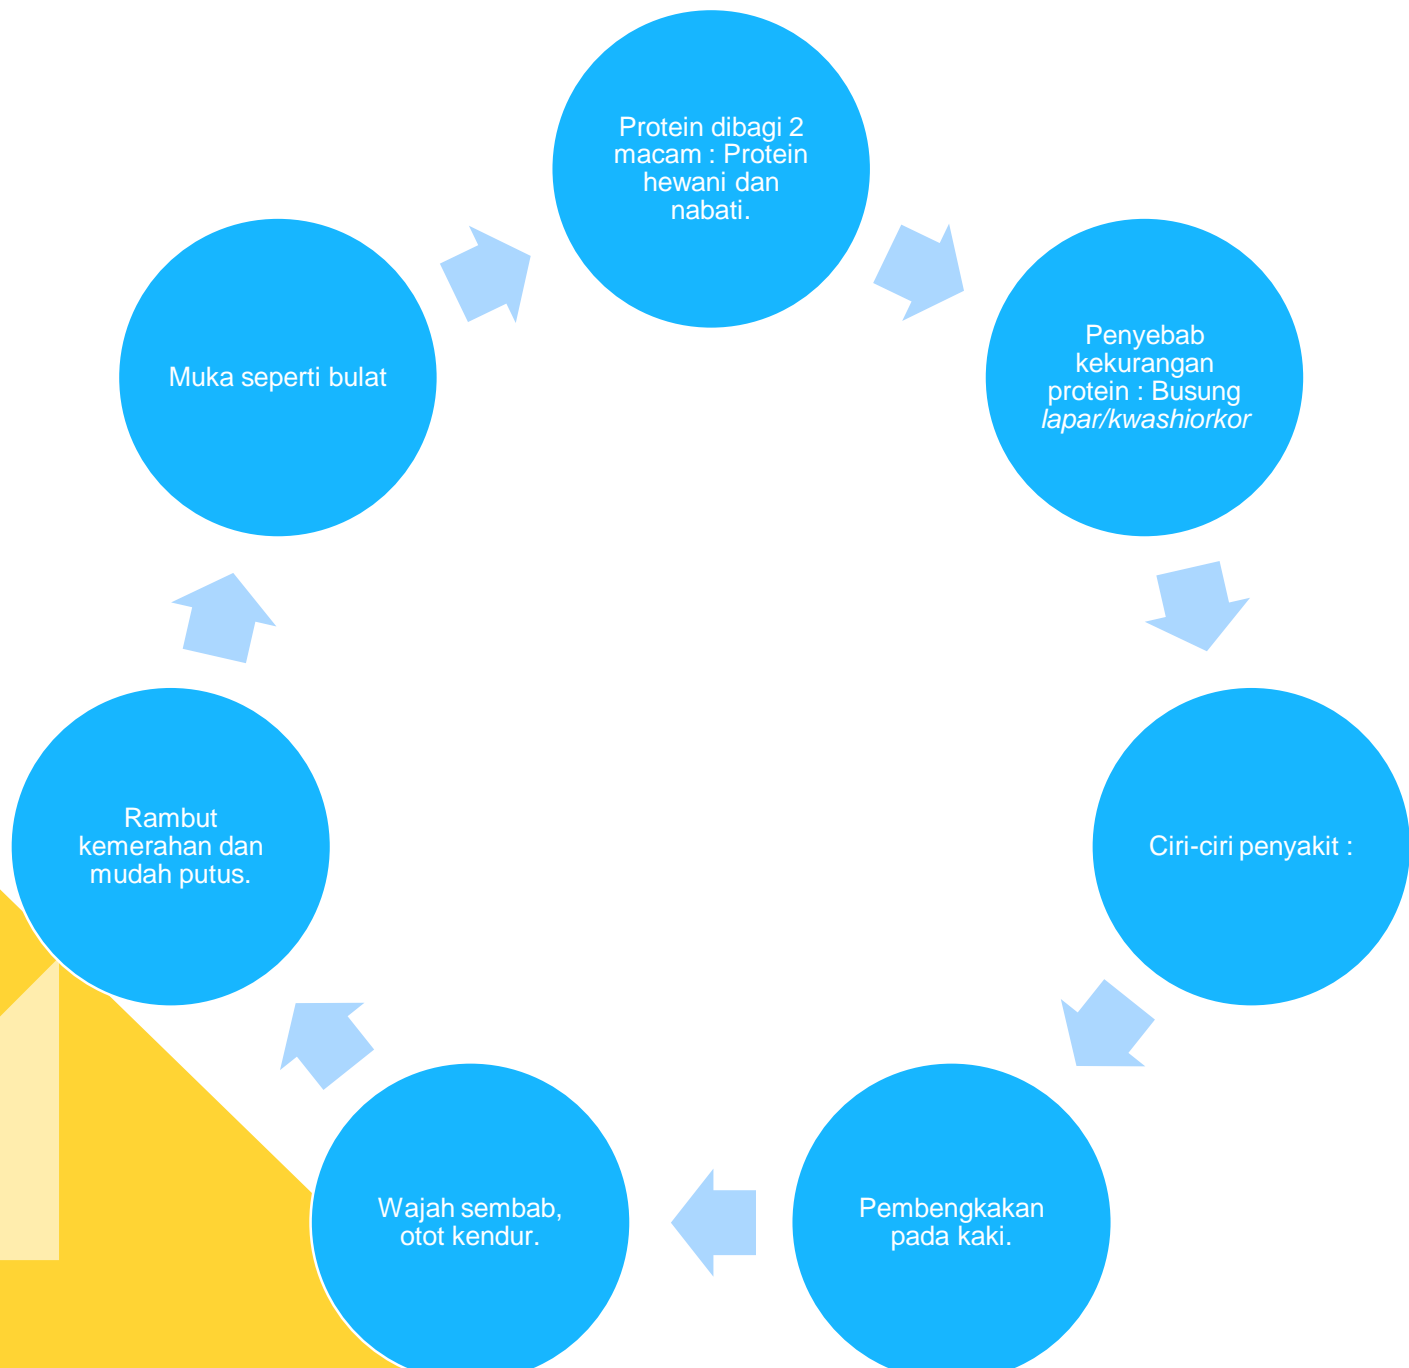 Protein dibagi 2
macam : Protein
hewani dan
nabati.
Penyebab
kekurangan
protein : Busung
lapar/kwashiorkor
Ciri-ciri penyakit :
Pembengkakan
pada kaki.
Wajah sembab,
otot kendur.
Rambut
kemerahan dan
mudah putus.
Muka seperti bulat